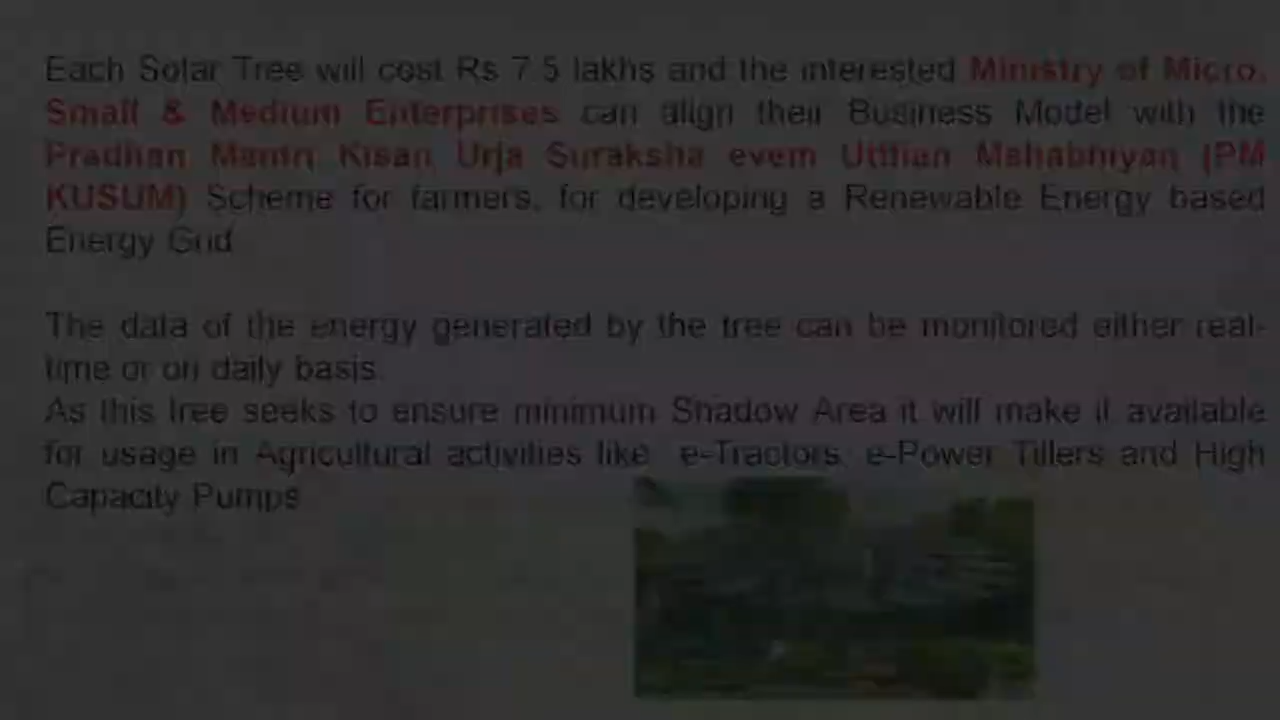 Each Solar Tree will cost Rs 7.5 lakhs and the interested Ministry of Micro,
Small & Medium Enterprises can align their Business Model with the
Pradhan Mantri Kisan Urja Suraksha evem Utthan Mahabhiyan (PM
KUSUM) Scheme for farmers, for developing a Renewable Energy based
Energy Grid

The data of the energy generated by the tree can be monitored either real-
time or on daily basis.
As this tree seeks to ensure minimum Shadow Area it will make it available
for usage in Agricultural activities like e-Tractors, e-Power Tillers and High
Capacity Pumps